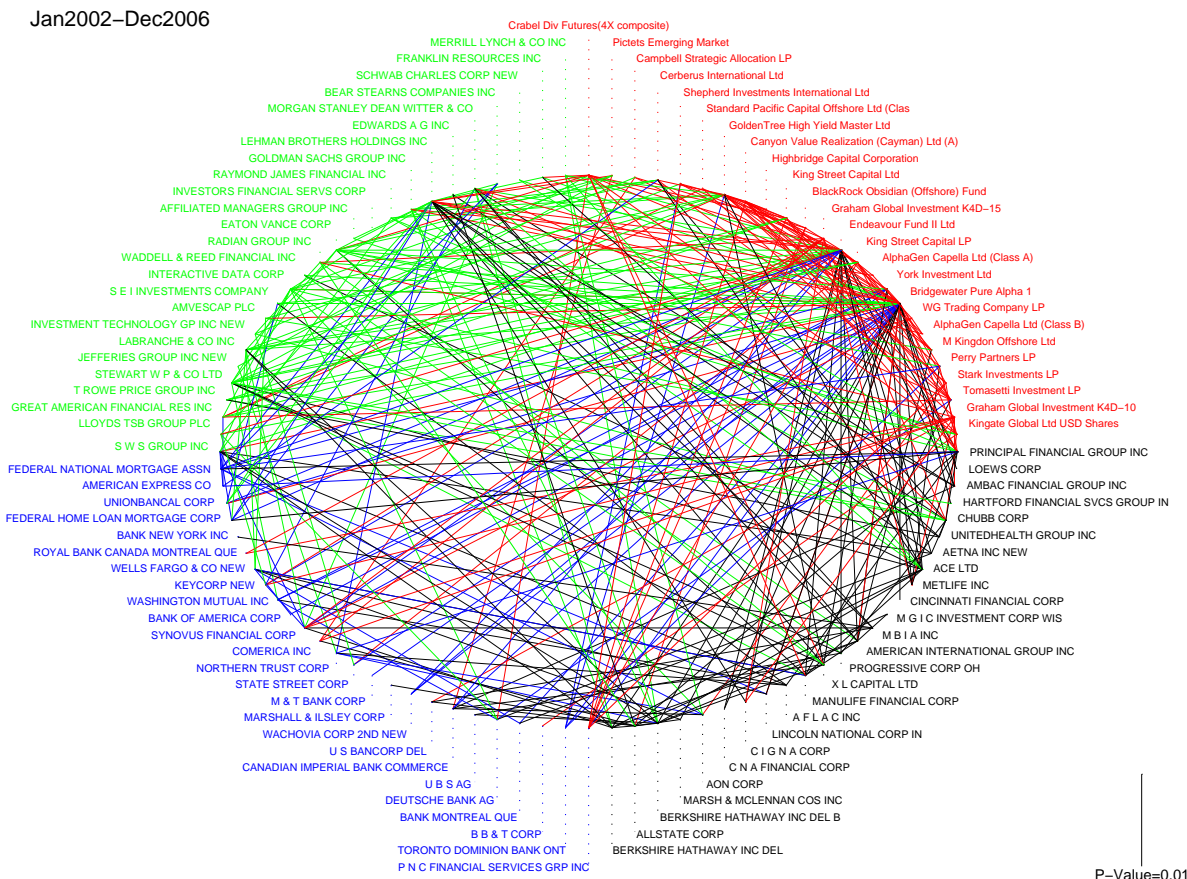 Jan2002−Dec2006
Crabel Div Futures(4X composite)
MERRILL LYNCH & CO INC
FRANKLIN RESOURCES INC
SCHWAB CHARLES CORP NEW
BEAR STEARNS COMPANIES INC
MORGAN STANLEY DEAN WITTER & CO
EDWARDS A G INC
LEHMAN BROTHERS HOLDINGS INC
GOLDMAN SACHS GROUP INC
RAYMOND JAMES FINANCIAL INC
INVESTORS FINANCIAL SERVS CORP
AFFILIATED MANAGERS GROUP INC
EATON VANCE CORP
RADIAN GROUP INC
WADDELL & REED FINANCIAL INC
INTERACTIVE DATA CORP
S E I INVESTMENTS COMPANY
AMVESCAP PLC
INVESTMENT TECHNOLOGY GP INC NEW
LABRANCHE & CO INC
JEFFERIES GROUP INC NEW
STEWART W P & CO LTD
T ROWE PRICE GROUP INC
GREAT AMERICAN FINANCIAL RES INC
LLOYDS TSB GROUP PLC
S W S GROUP INC
FEDERAL NATIONAL MORTGAGE ASSN
AMERICAN EXPRESS CO
UNIONBANCAL CORP
FEDERAL HOME LOAN MORTGAGE CORP
BANK NEW YORK INC
ROYAL BANK CANADA MONTREAL QUE
WELLS FARGO & CO NEW
KEYCORP NEW
WASHINGTON MUTUAL INC
BANK OF AMERICA CORP
SYNOVUS FINANCIAL CORP
COMERICA INC
NORTHERN TRUST CORP
STATE STREET CORP
M & T BANK CORP
MARSHALL & ILSLEY CORP
WACHOVIA CORP 2ND NEW
U S BANCORP DEL
CANADIAN IMPERIAL BANK COMMERCE
U B S AG
DEUTSCHE BANK AG
BANK MONTREAL QUE
B B & T CORP
TORONTO DOMINION BANK ONT
P N C FINANCIAL SERVICES GRP INC
Pictets Emerging Market
Campbell Strategic Allocation LP
Cerberus International Ltd
Shepherd Investments International Ltd
Standard Pacific Capital Offshore Ltd (Clas
GoldenTree High Yield Master Ltd
Canyon Value Realization (Cayman) Ltd (A)
Highbridge Capital Corporation
King Street Capital Ltd
BlackRock Obsidian (Offshore) Fund
Graham Global Investment K4D−15
Endeavour Fund II Ltd
King Street Capital LP
AlphaGen Capella Ltd (Class A)
York Investment Ltd
Bridgewater Pure Alpha 1
WG Trading Company LP
AlphaGen Capella Ltd (Class B)
M Kingdon Offshore Ltd
Perry Partners LP
Stark Investments LP
Tomasetti Investment LP
Graham Global Investment K4D−10
Kingate Global Ltd USD Shares
PRINCIPAL FINANCIAL GROUP INC
LOEWS CORP
AMBAC FINANCIAL GROUP INC
HARTFORD FINANCIAL SVCS GROUP IN
CHUBB CORP
UNITEDHEALTH GROUP INC
AETNA INC NEW
ACE LTD
METLIFE INC
CINCINNATI FINANCIAL CORP
M G I C INVESTMENT CORP WIS
M B I A INC
AMERICAN INTERNATIONAL GROUP INC
PROGRESSIVE CORP OH
X L CAPITAL LTD
MANULIFE FINANCIAL CORP
A F L A C INC
LINCOLN NATIONAL CORP IN
C I G N A CORP
C N A FINANCIAL CORP
AON CORP
MARSH & MCLENNAN COS INC
BERKSHIRE HATHAWAY INC DEL B
ALLSTATE CORP
BERKSHIRE HATHAWAY INC DEL
P−Value=0.01